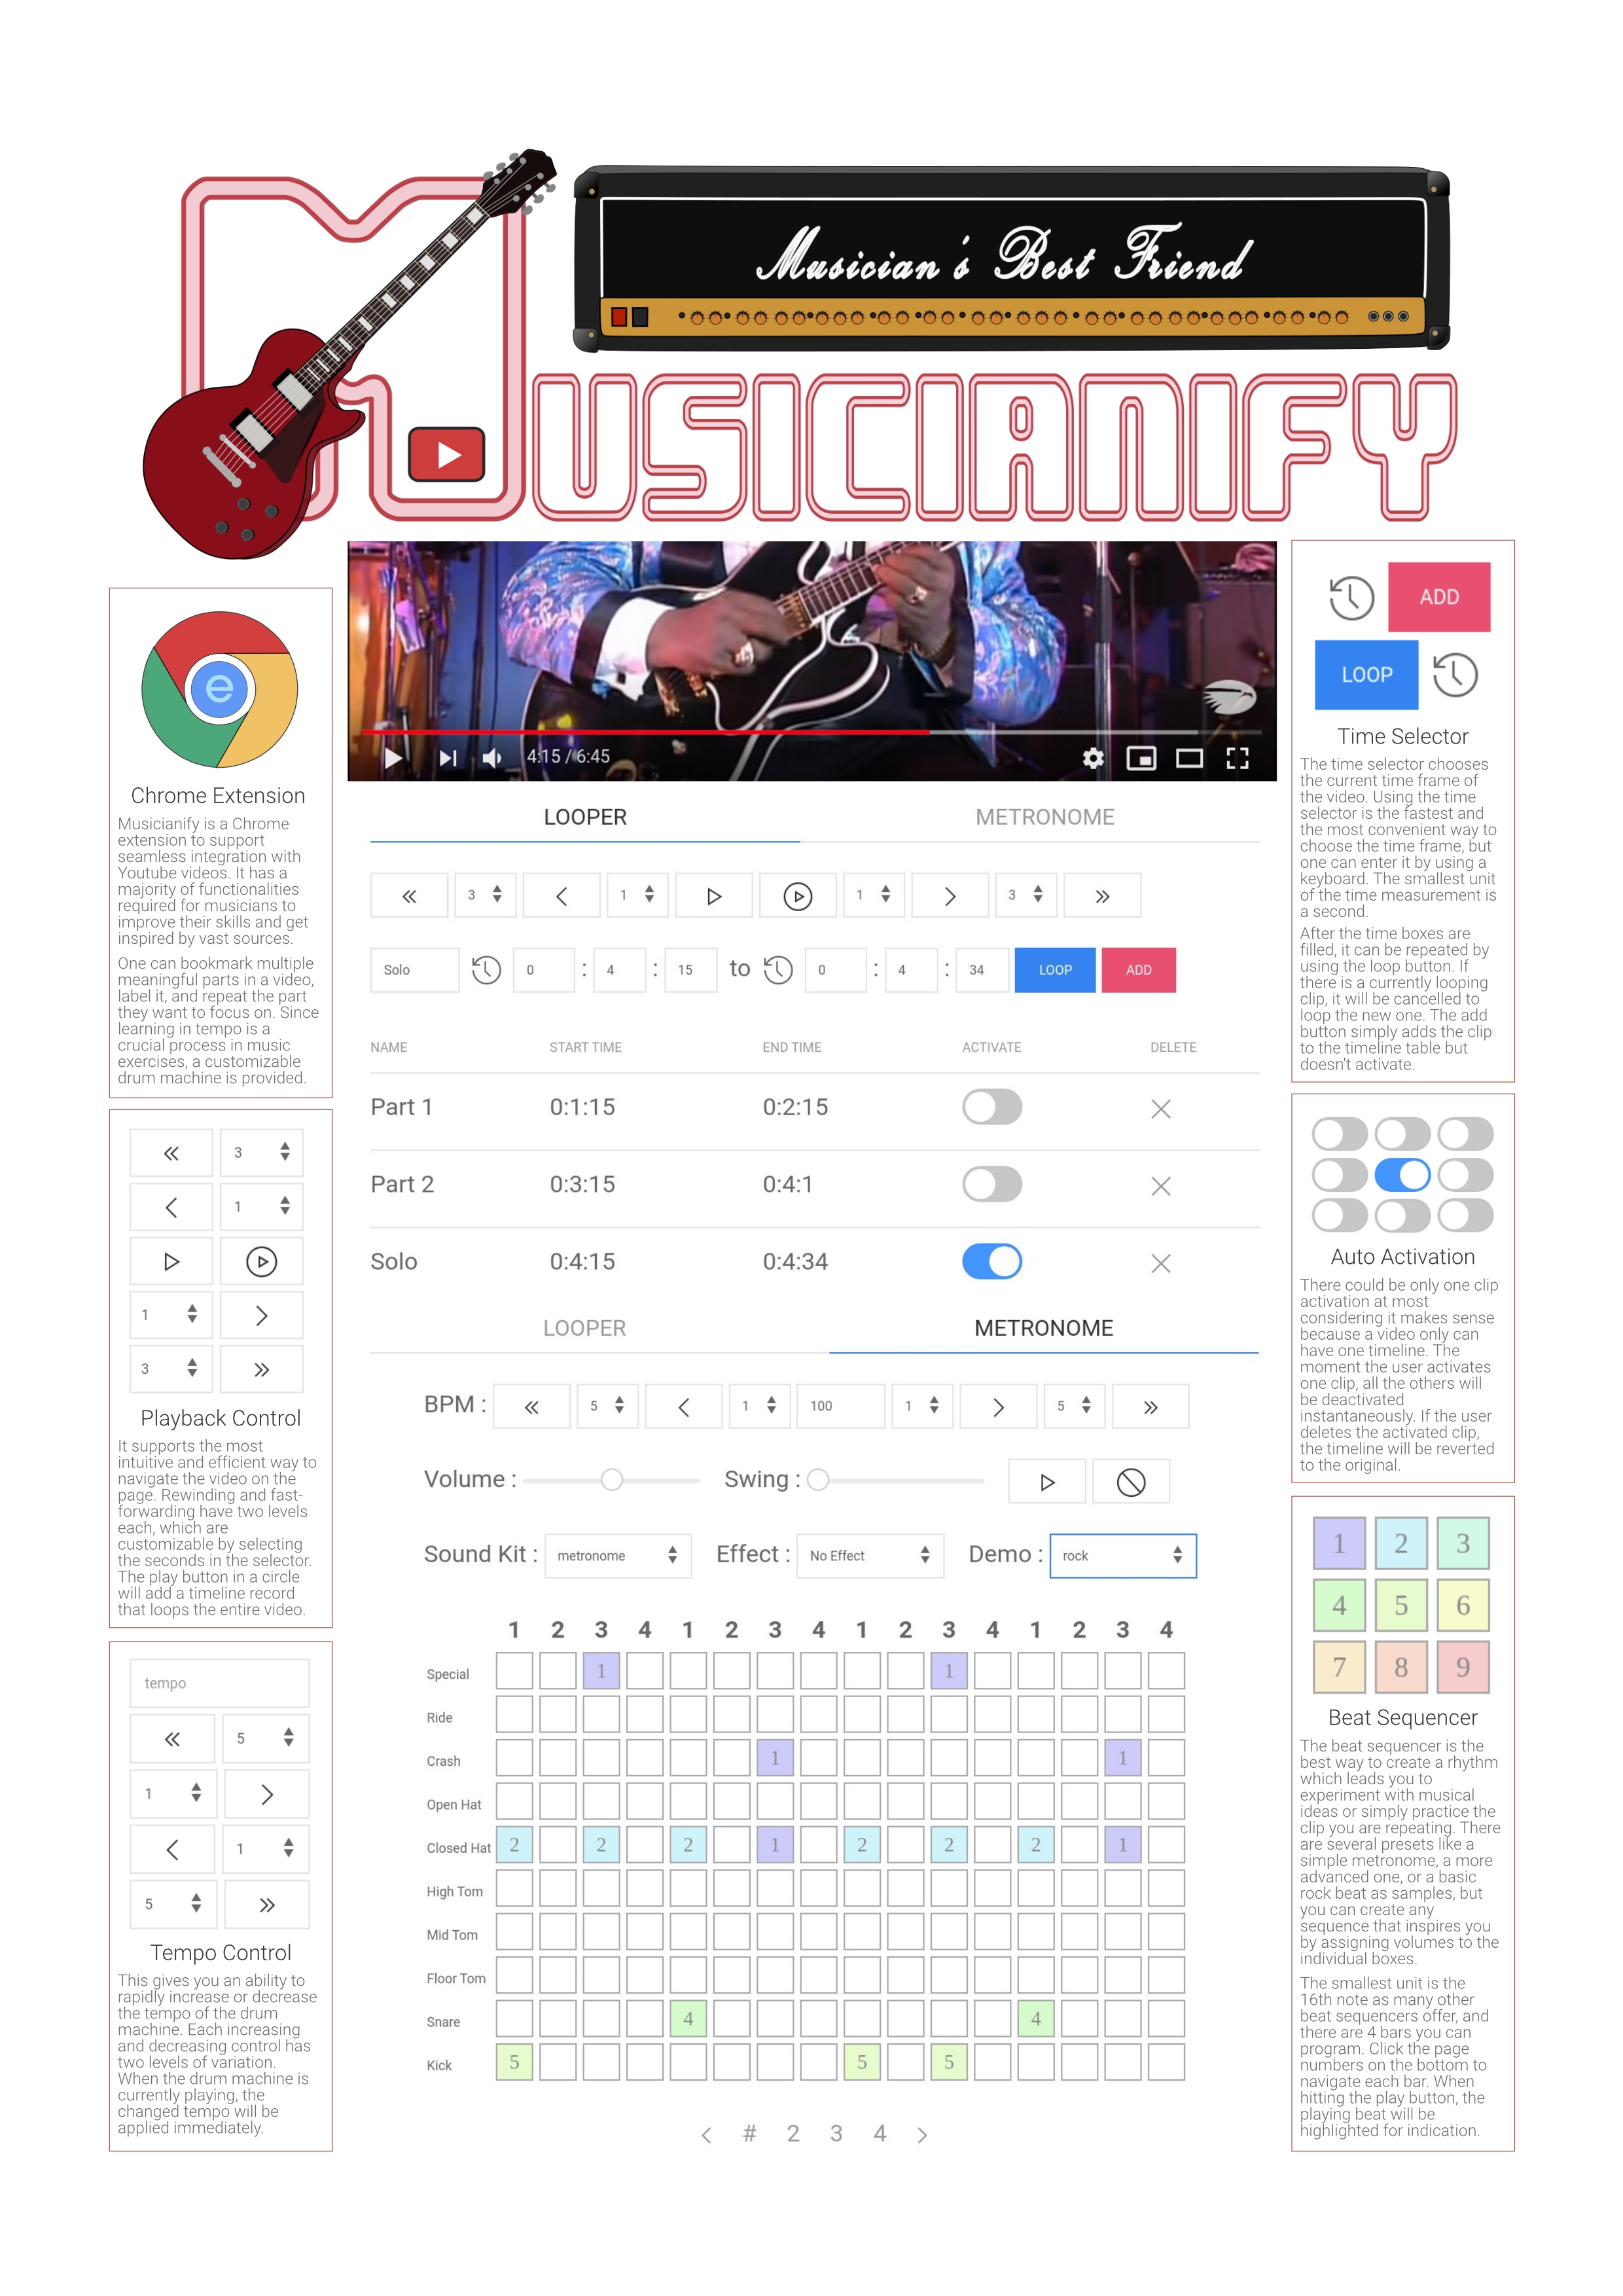 Musician's Best Friend
MUSICIANIFY
e
Chrome Extension
Musicianify is a Chrome
extension to support
seamless integration with
Youtube videos. It has a
majority of functionalities
required for musicians to
improve their skills and get
inspired by vast sources.
One can bookmark multiple
meaningful parts in a video,
label it, and repeat the part
they want to focus on. Since
learning in tempo is a
crucial process in music
exercises, a customizable
drum machine is provided.
3
1
1
3
Playback Control
It supports the most
intuitive and efficient way to
navigate the video on the
page. Rewinding and fast-
forwarding have two levels
each, which are
customizable by selecting
the seconds in the selector.
The play button in a circle
will add a timeline record
that loops the entire video.
tempo
5
1
1
5
Tempo Control
This gives you an ability to
rapidly increase or decrease
the tempo of the drum
machine. Each increasing
and decreasing control has
two levels of variation.
When the drum machine is
currently playing, the
changed tempo will be
applied immediately.
4:15 / 6:45
LOOPER METRONOME
3 1 1 3
Solo 0 : 4 : 15 to 0 : 4 : 34 LOOP ADD
NAME START TIME END TIME ACTIVATE DELETE
Part 1 0:1:15 0:2:15
Part 2 0:3:15 0:4:1
Solo 0:4:15 0:4:34
LOOPER METRONOME
BPM : 5 1 100 1 5
Volume : Swing :
Sound Kit : metronome Effect : No Effect Demo : rock
1 2 3 4 1 2 3 4 1 2 3 4 1 2 3 4
Special 1 1
Ride
Crash 1 1
Open Hat
Closed Hat 2 2 2 1 2 2 2 1
High Tom
Mid Tom
Floor Tom
Snare 4 4
Kick 5 5 5
< # 2 3 4 >
ADD
LOOP
Time Selector
The time selector chooses
the current time frame of
the video. Using the time
selector is the fastest and
the most convenient way to
choose the time frame, but
one can enter it by using a
keyboard. The smallest unit
of the time measurement is
a second.
After the time boxes are
filled, it can be repeated by
using the loop button. If
there is a currently looping
clip, it will be cancelled to
loop the new one. The add
button simply adds the clip
to the timeline table but
doesn't activate.
Auto Activation
There could be only one clip
activation at most
considering it makes sense
because a video only can
have one timeline. The
moment the user activates
one clip, all the others will
be deactivated
instantaneously. If the user
deletes the activated clip,
the timeline will be reverted
to the original.
1 2 3
4 5 6
7 8 9
Beat Sequencer
The beat sequencer is the
best way to create a rhythm
which leads you to
experiment with musical
ideas or simply practice the
clip you are repeating. There
are several presets like a
simple metronome, a more
advanced one, or a basic
rock beat as samples, but
you can create any
sequence that inspires you
by assigning volumes to the
individual boxes.
The smallest unit is the
16th note as many other
beat sequencers offer, and
there are 4 bars you can
program. Click the page
numbers on the bottom to
navigate each bar. When
hitting the play button, the
playing beat will be
highlighted for indication.